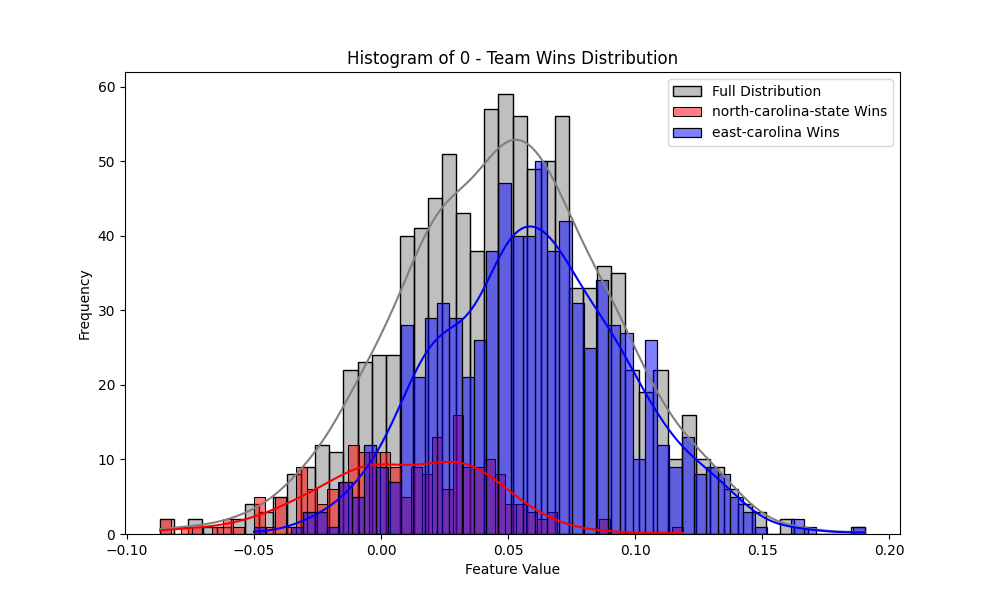 Histogram of 0 - Team Wins Distribution
Full Distribution
north-carolina-state Wins
east-carolina Wins
Frequency
60
50
40
30
20
10
0
−0.10 −0.05 0.00 0.05 0.10 0.15 0.20
Feature Value